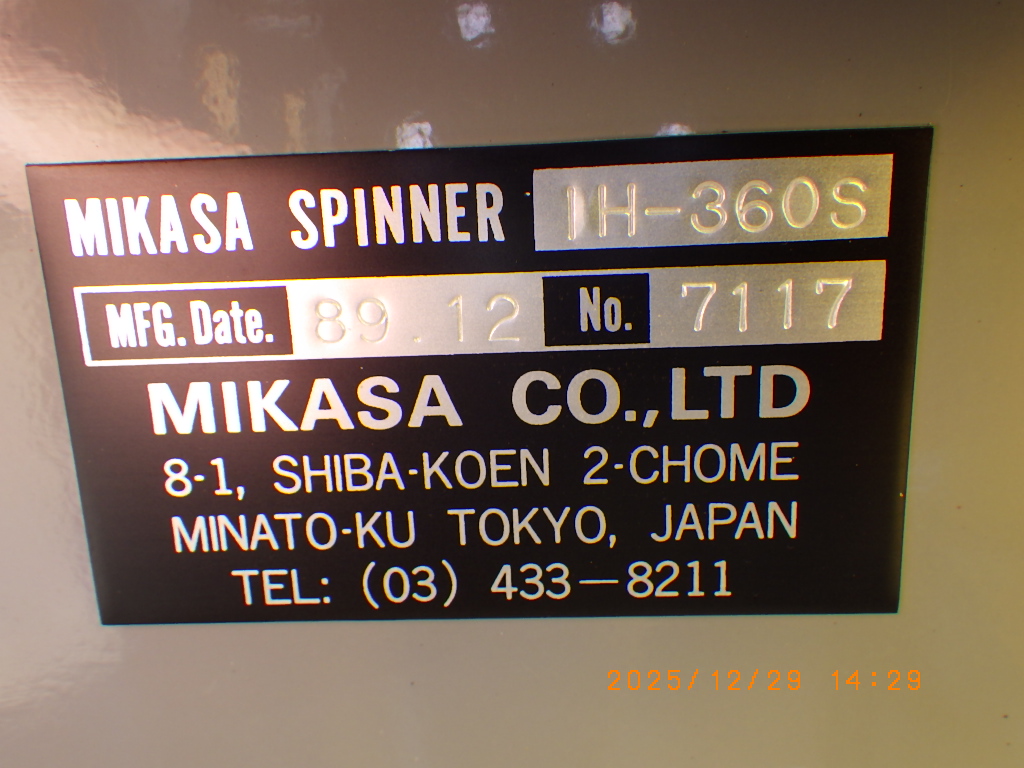 MIKASA SPINNER 1H-360S
MFG. Date. 89.12 No. 7117
MIKASA CO., LTD
8-1, SHIBA-KOEN 2-CHOME
MINATO-KU TOKYO, JAPAN
TEL: (03) 433-8211
2025/12/29 14:29